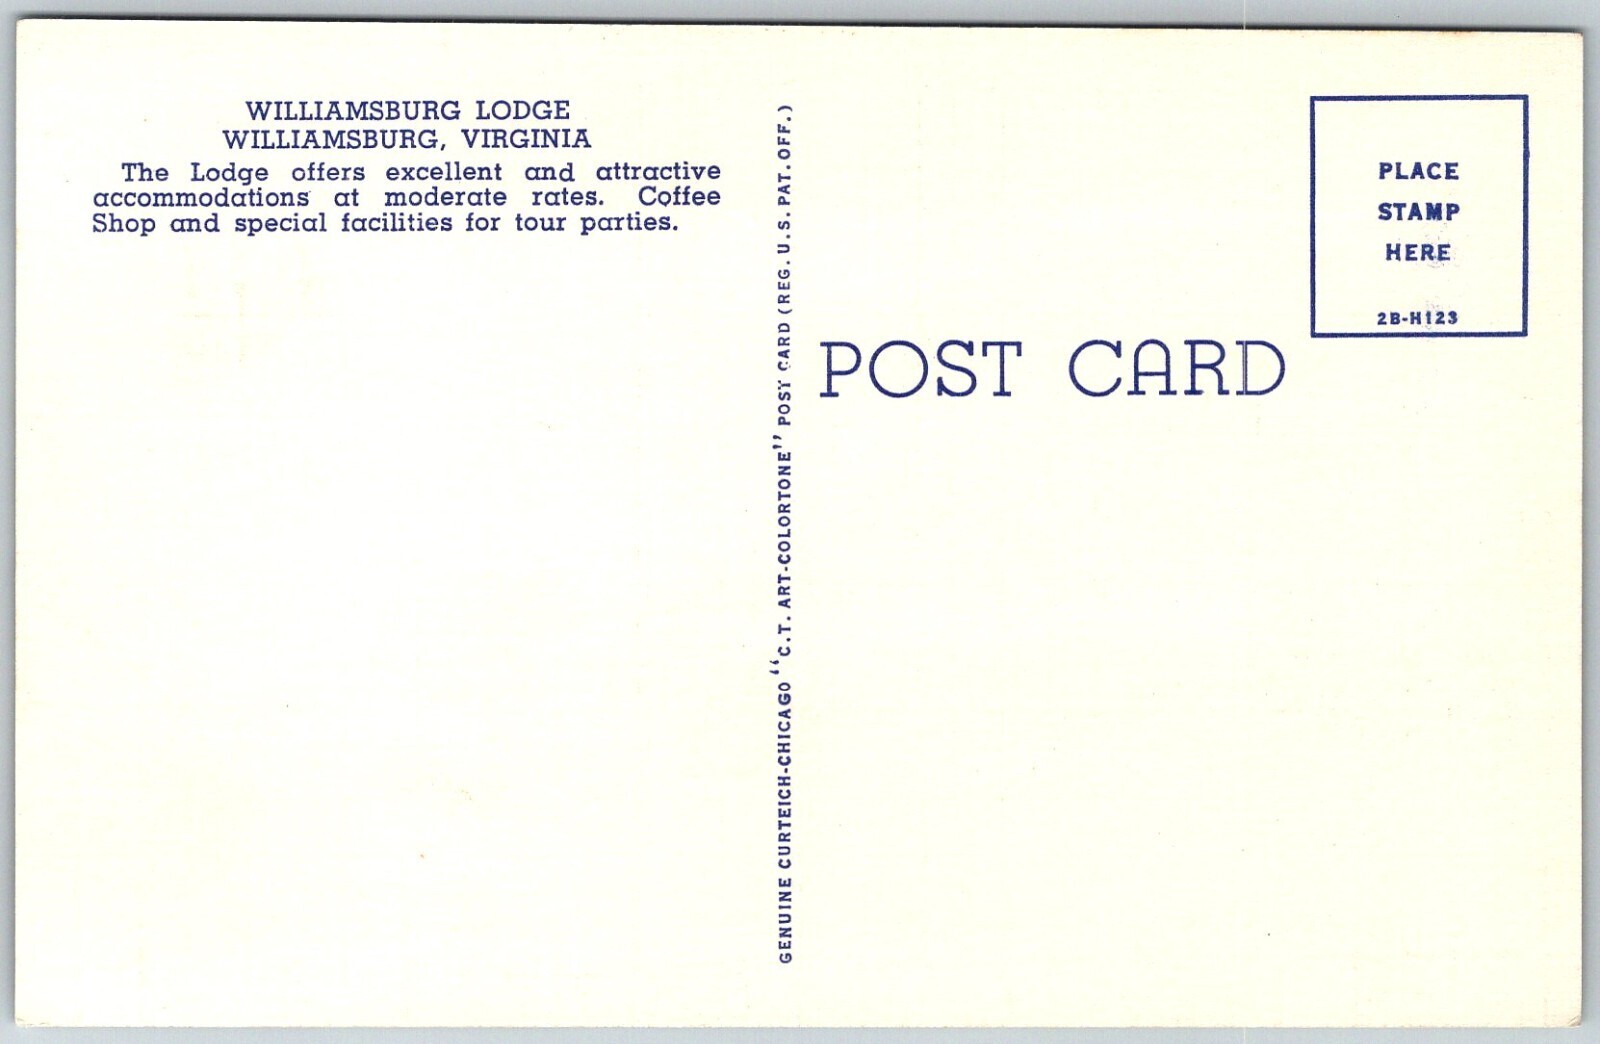 WILLIAMSBURG LODGE
WILLIAMSBURG, VIRGINIA
The Lodge offers excellent and attractive
accommodations at moderate rates. Coffee
Shop and special facilities for tour parties.
GENUINE CURTEICH-CHICAGO "C.T. ART-COLORTONE" POST CARD (REG. U.S. PAT. OFF.)
POST CARD
PLACE
STAMP
HERE
2B-H123